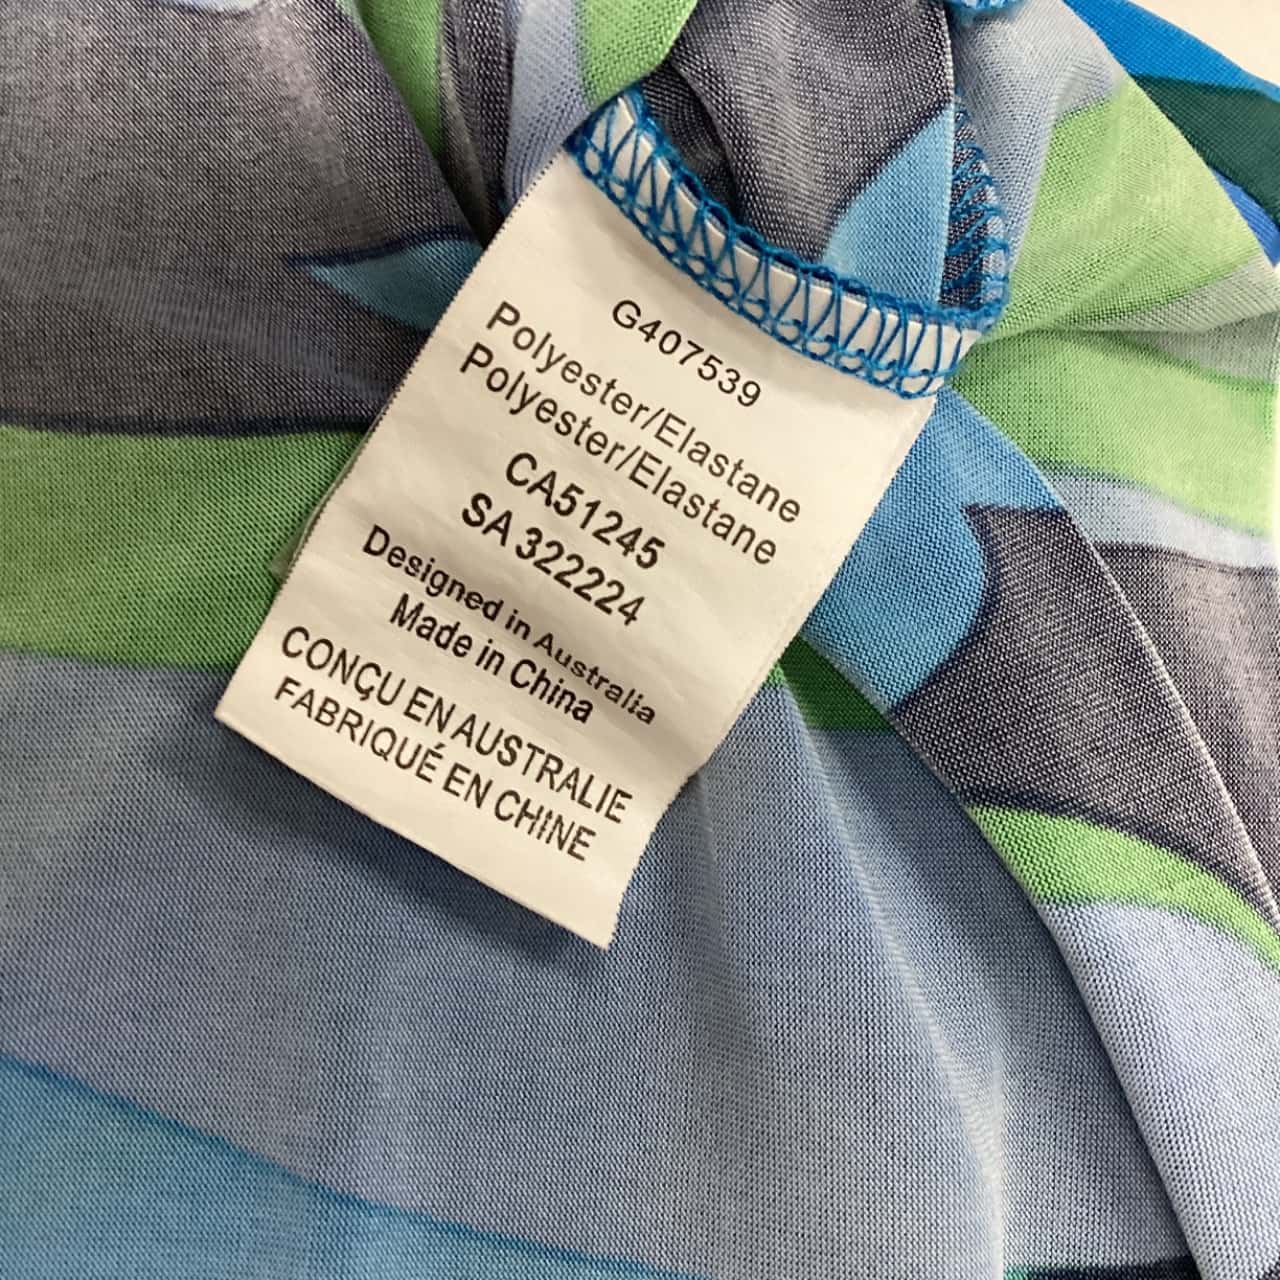 G407539
Polyester/Elastane
Polyester/Elastane
CA51245
SA 322224
Designed in Australia
Made in China
CONÇU EN AUSTRALIE
FABRIQUÉ EN CHINE